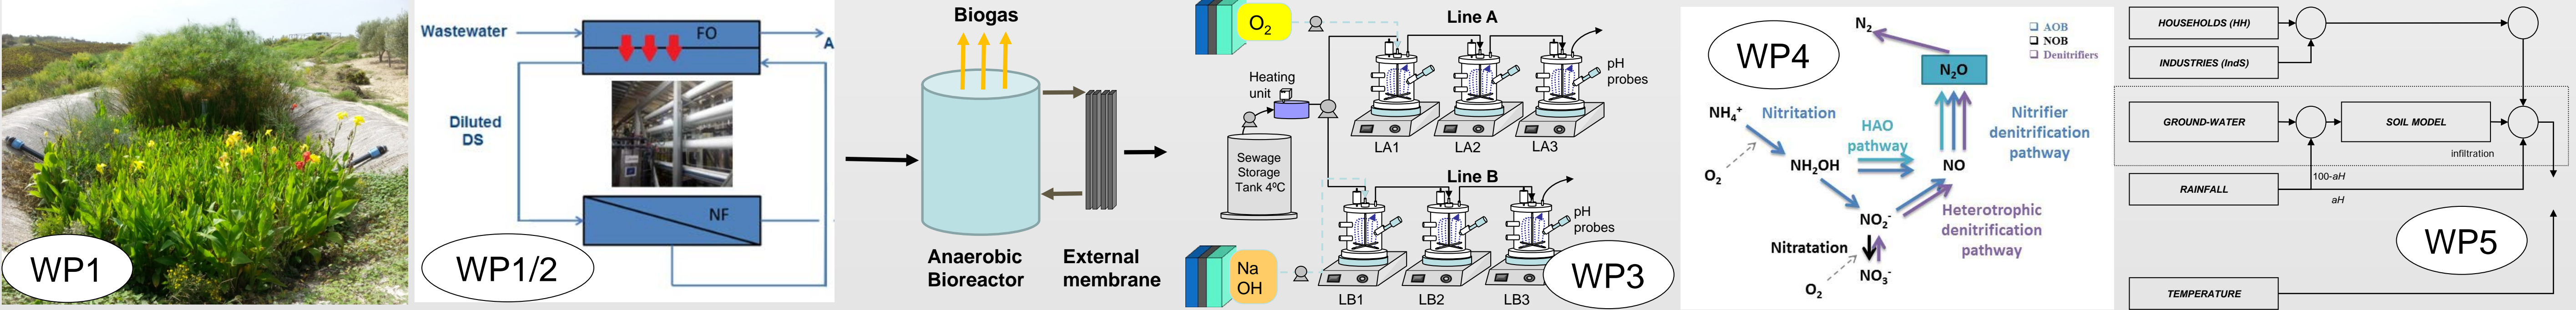 WP1
Wastewater
FO
A
Diluted
DS
NF
WP1/2
Biogas
Anaerobic
Bioreactor
External
membrane
O2
Line A
Heating
unit
pH
probes
LA1
LA2
LA3
Sewage
Storage
Tank 4ºC
Line B
pH
probes
Na
OH
LB1
LB2
LB3
WP3
WP4
N2
AOB
NOB
Denitrifiers
N2O
NH4+
Nitritation
HAO
pathway
Nitrifier
denitrification
pathway
O2
NH2OH
NO
NO2-
Heterotrophic
denitrification
pathway
Nitratation
NO3-
O2
HOUSEHOLDS (HH)
INDUSTRIES (IndS)
GROUND-WATER
SOIL MODEL
infiltration
100-aH
RAINFALL
aH
WP5
TEMPERATURE